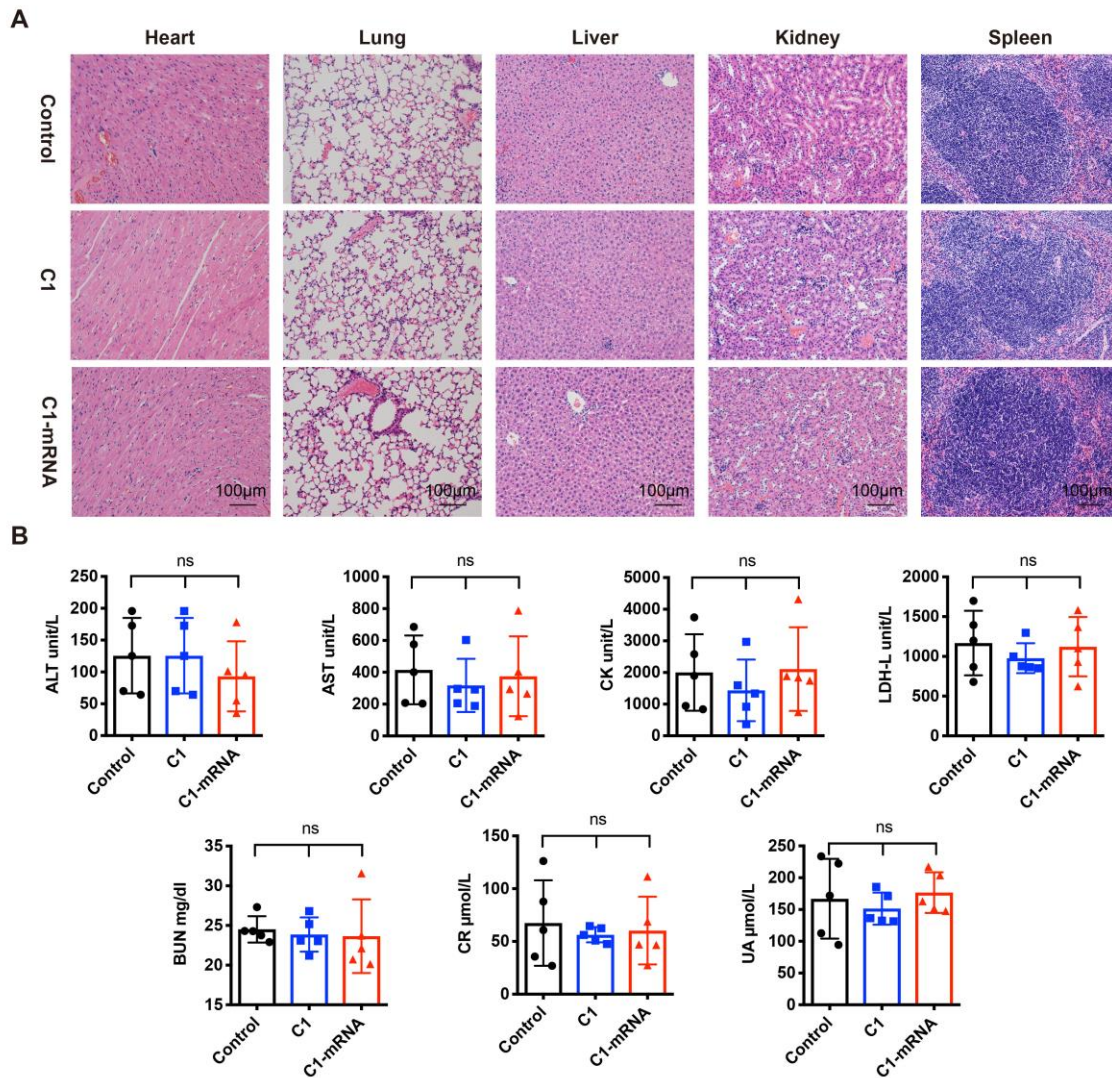 A
Heart Lung Liver Kidney Spleen
Control
C1
C1-mRNA
100μm 100μm 100μm 100μm 100μm
B
ALT unit/L
250
200
150
100
50
0
ns
Control C1 C1-mRNA
AST unit/L
1000
800
600
400
200
0
ns
Control C1 C1-mRNA
CK unit/L
5000
4000
3000
2000
1000
0
ns
Control C1 C1-mRNA
LDH-L unit/L
2000
1500
1000
500
0
ns
Control C1 C1-mRNA
BUN mg/dl
35
30
25
20
15
ns
Control C1 C1-mRNA
CR μmol/L
150
100
50
0
ns
Control C1 C1-mRNA
UA μmol/L
250
200
150
100
50
0
ns
Control C1 C1-mRNA